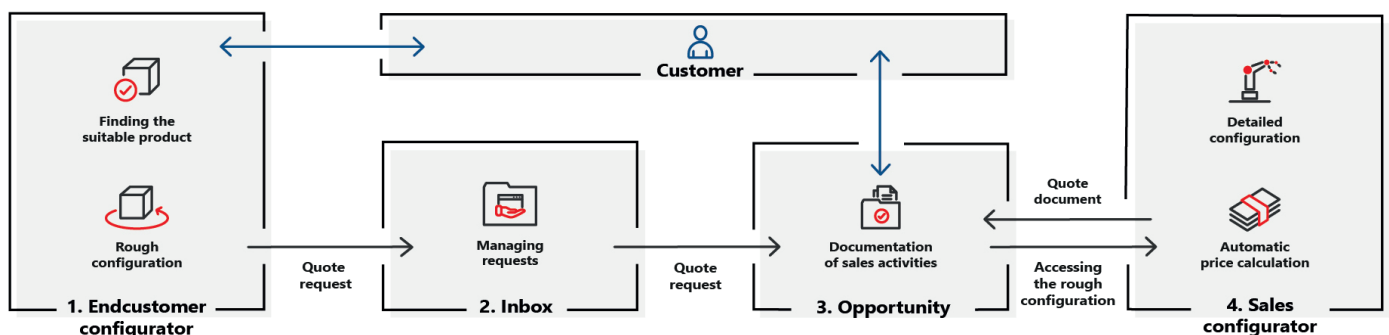 Customer
Finding the
suitable product
Rough
configuration
1. Endcustomer
configurator
Quote
request
Managing
requests
2. Inbox
Quote
request
Documentation
of sales activities
3. Opportunity
Quote
document
Accessing
the rough
configuration
Detailed
configuration
Automatic
price calculation
4. Sales
configurator